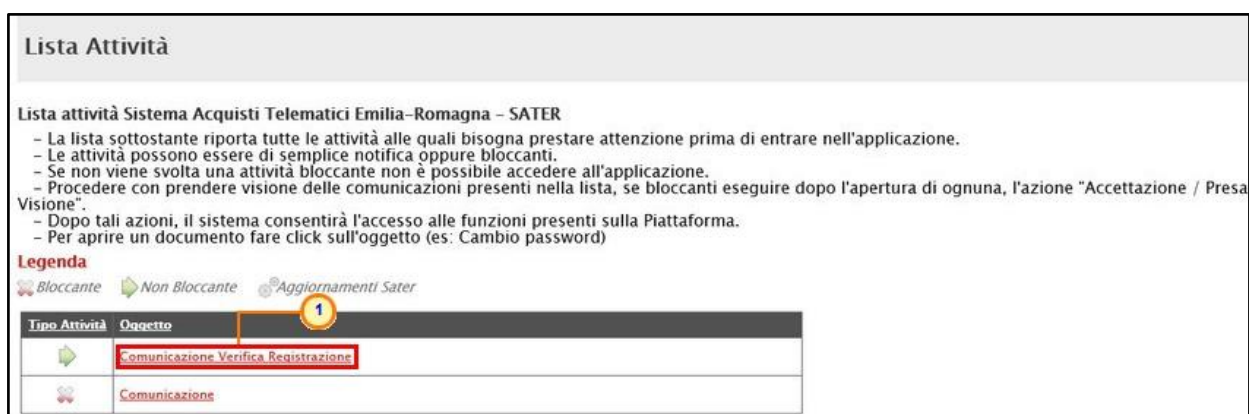 Lista Attività
Lista attività Sistema Acquisti Telematici Emilia-Romagna - SATER
- La lista sottostante riporta tutte le attività alle quali bisogna prestare attenzione prima di entrare nell'applicazione.
- Le attività possono essere di semplice notifica oppure bloccanti.
- Se non viene svolta una attività bloccante non è possibile accedere all'applicazione.
- Procedere con prendere visione delle comunicazioni presenti nella lista, se bloccanti eseguire dopo l'apertura di ognuna, l'azione "Accettazione / Presa
Visione".
- Dopo tali azioni, il sistema consentirà l'accesso alle funzioni presenti sulla Piattaforma.
- Per aprire un documento fare click sull'oggetto (es: Cambio password)
Legenda
Bloccante Non Bloccante Aggiornamenti Sater
1
Tipo Attività Oggetto
Comunicazione Verifica Registrazione
Comunicazione